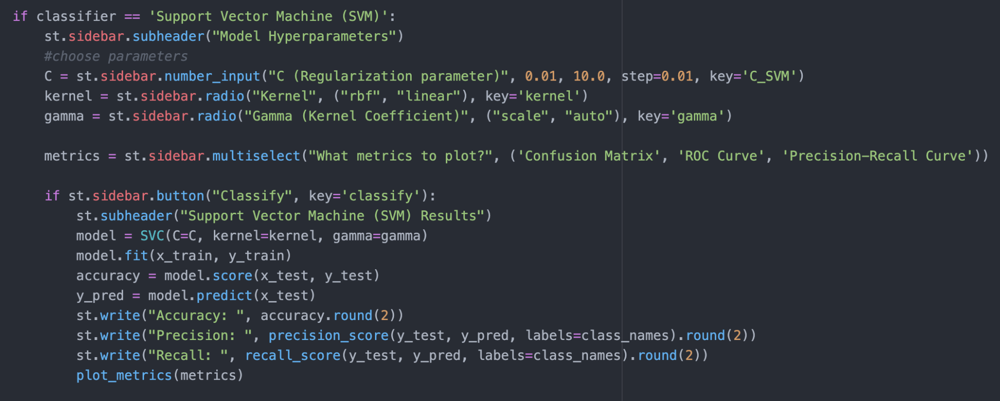 if classifier == 'Support Vector Machine (SVM)':
    st.sidebar.subheader("Model Hyperparameters")
    #choose parameters
    C = st.sidebar.number_input("C (Regularization parameter)", 0.01, 10.0, step=0.01, key='C_SVM')
    kernel = st.sidebar.radio("Kernel", ("rbf", "linear"), key='kernel')
    gamma = st.sidebar.radio("Gamma (Kernel Coefficient)", ("scale", "auto"), key='gamma')

    metrics = st.sidebar.multiselect("What metrics to plot?", ('Confusion Matrix', 'ROC Curve', 'Precision-Recall Curve'))

    if st.sidebar.button("Classify", key='classify'):
        st.subheader("Support Vector Machine (SVM) Results")
        model = SVC(C=C, kernel=kernel, gamma=gamma)
        model.fit(x_train, y_train)
        accuracy = model.score(x_test, y_test)
        y_pred = model.predict(x_test)
        st.write("Accuracy: ", accuracy.round(2))
        st.write("Precision: ", precision_score(y_test, y_pred, labels=class_names).round(2))
        st.write("Recall: ", recall_score(y_test, y_pred, labels=class_names).round(2))
        plot_metrics(metrics)